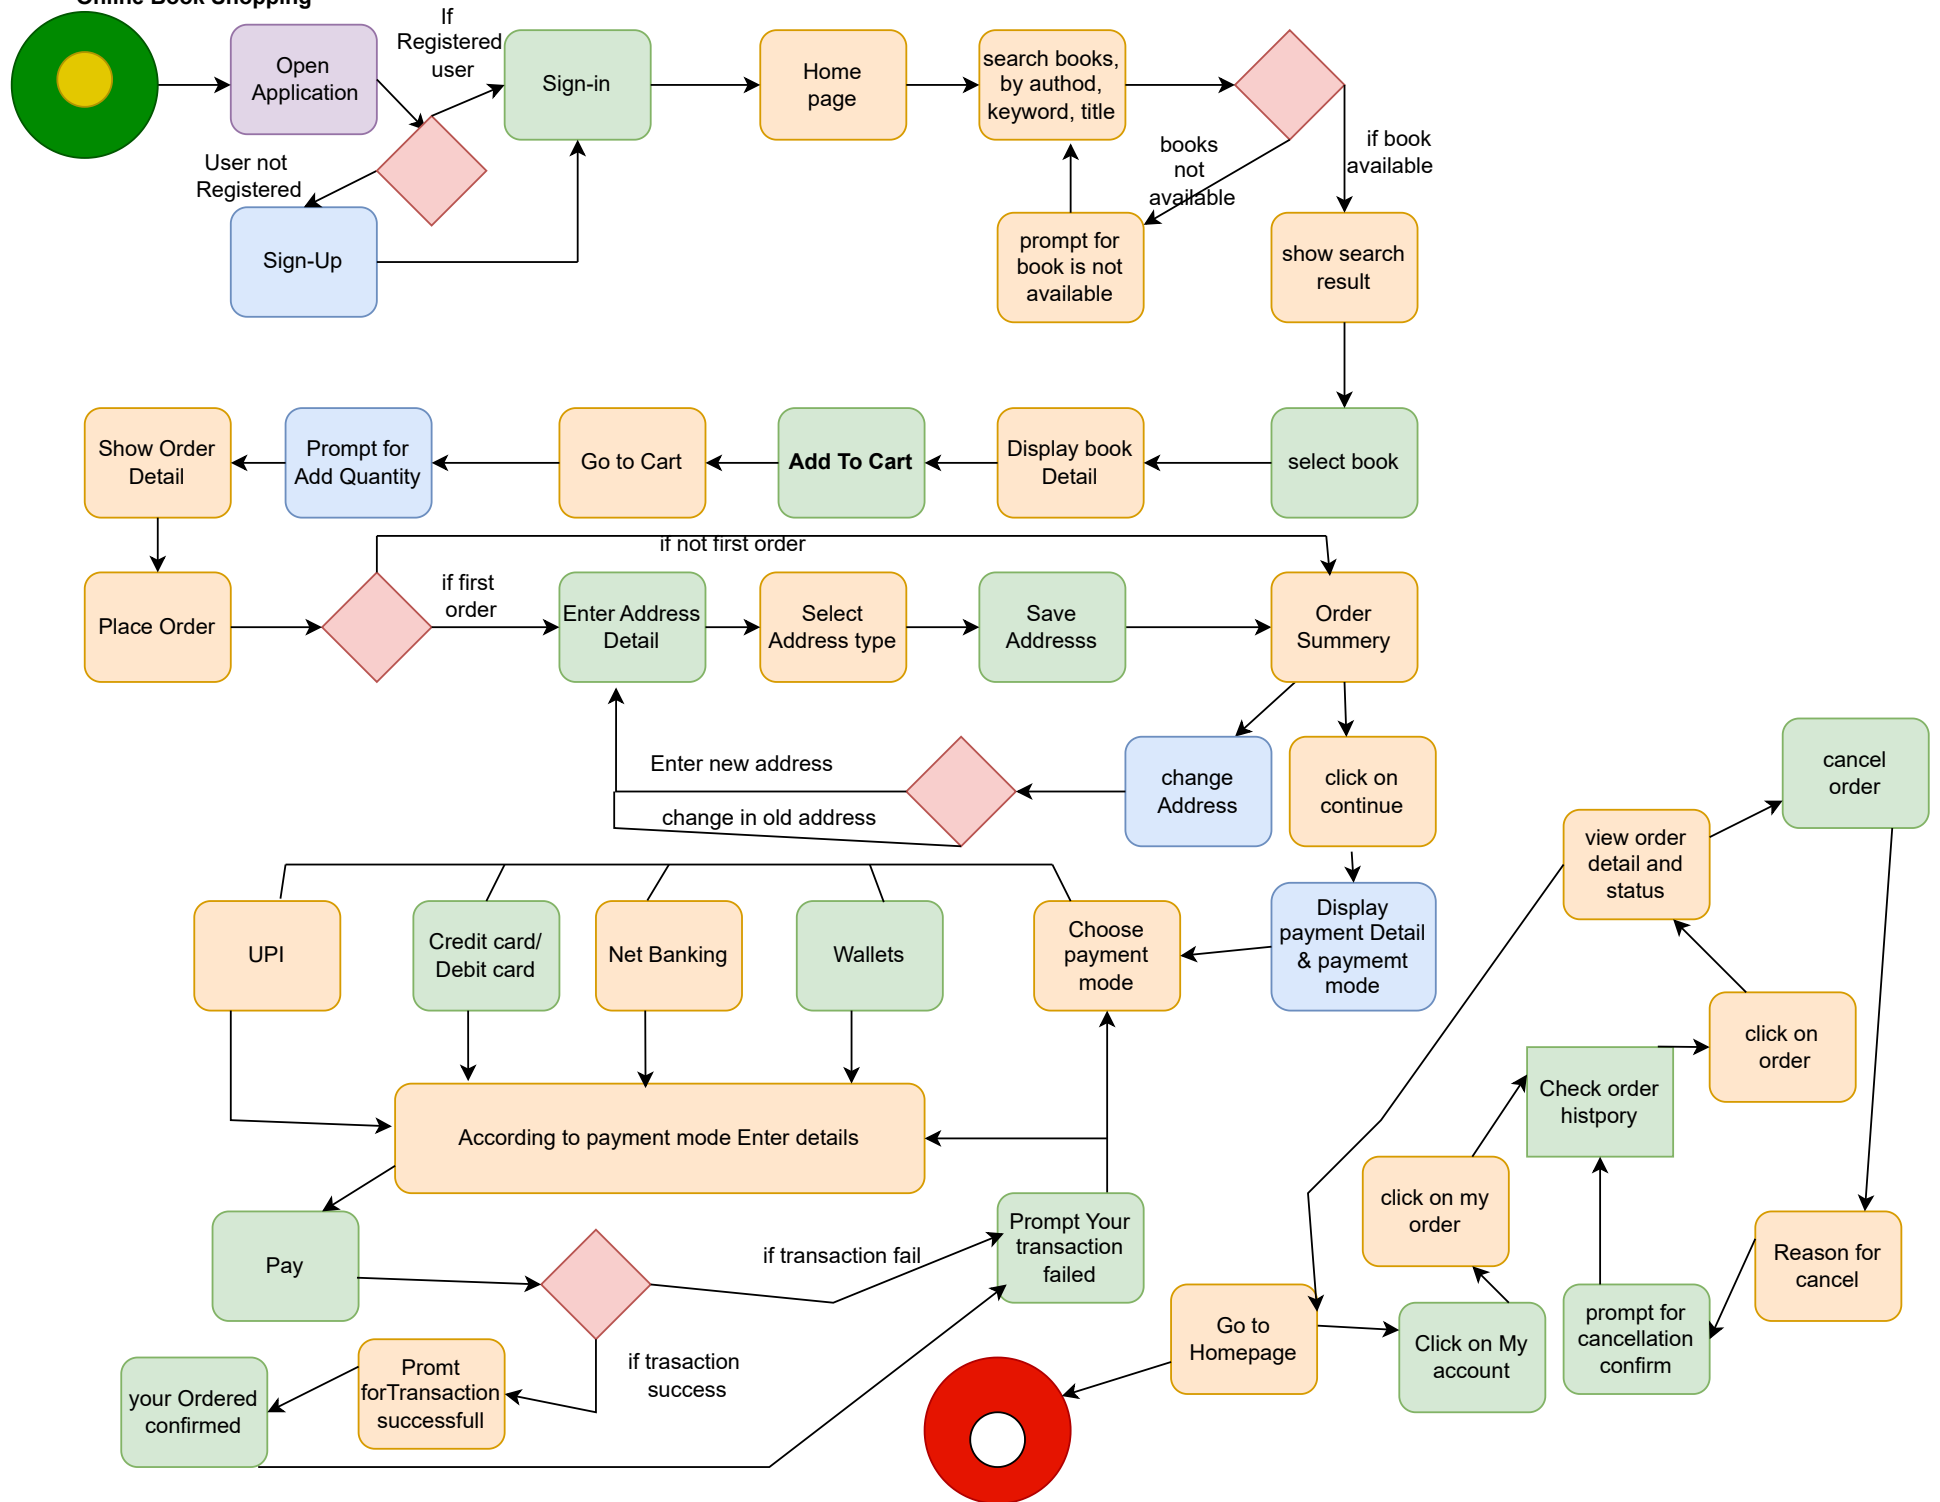 Online Book Shopping
If
Registered
user
Open
Application
Sign-in
Home
page
search books,
by authod,
keyword, title
books
not
available
if book
available
User not
Registered
Sign-Up
prompt for
book is not
available
show search
result
Show Order
Detail
Prompt for
Add Quantity
Go to Cart
Add To Cart
Display book
Detail
select book
if not first order
Place Order
if first
order
Enter Address
Detail
Select
Address type
Save
Addresss
Order
Summery
Enter new address
change in old address
change
Address
click on
continue
cancel
order
view order
detail and
status
UPI
Credit card/
Debit card
Net Banking
Wallets
Choose
payment
mode
Display
payment Detail
& paymemt
mode
click on
order
Check order
histpory
According to payment mode Enter details
click on my
order
Pay
if transaction fail
Prompt Your
transaction
failed
Reason for
cancel
Go to
Homepage
Click on My
account
prompt for
cancellation
confirm
your Ordered
confirmed
Promt
forTransaction
successfull
if trasaction
success